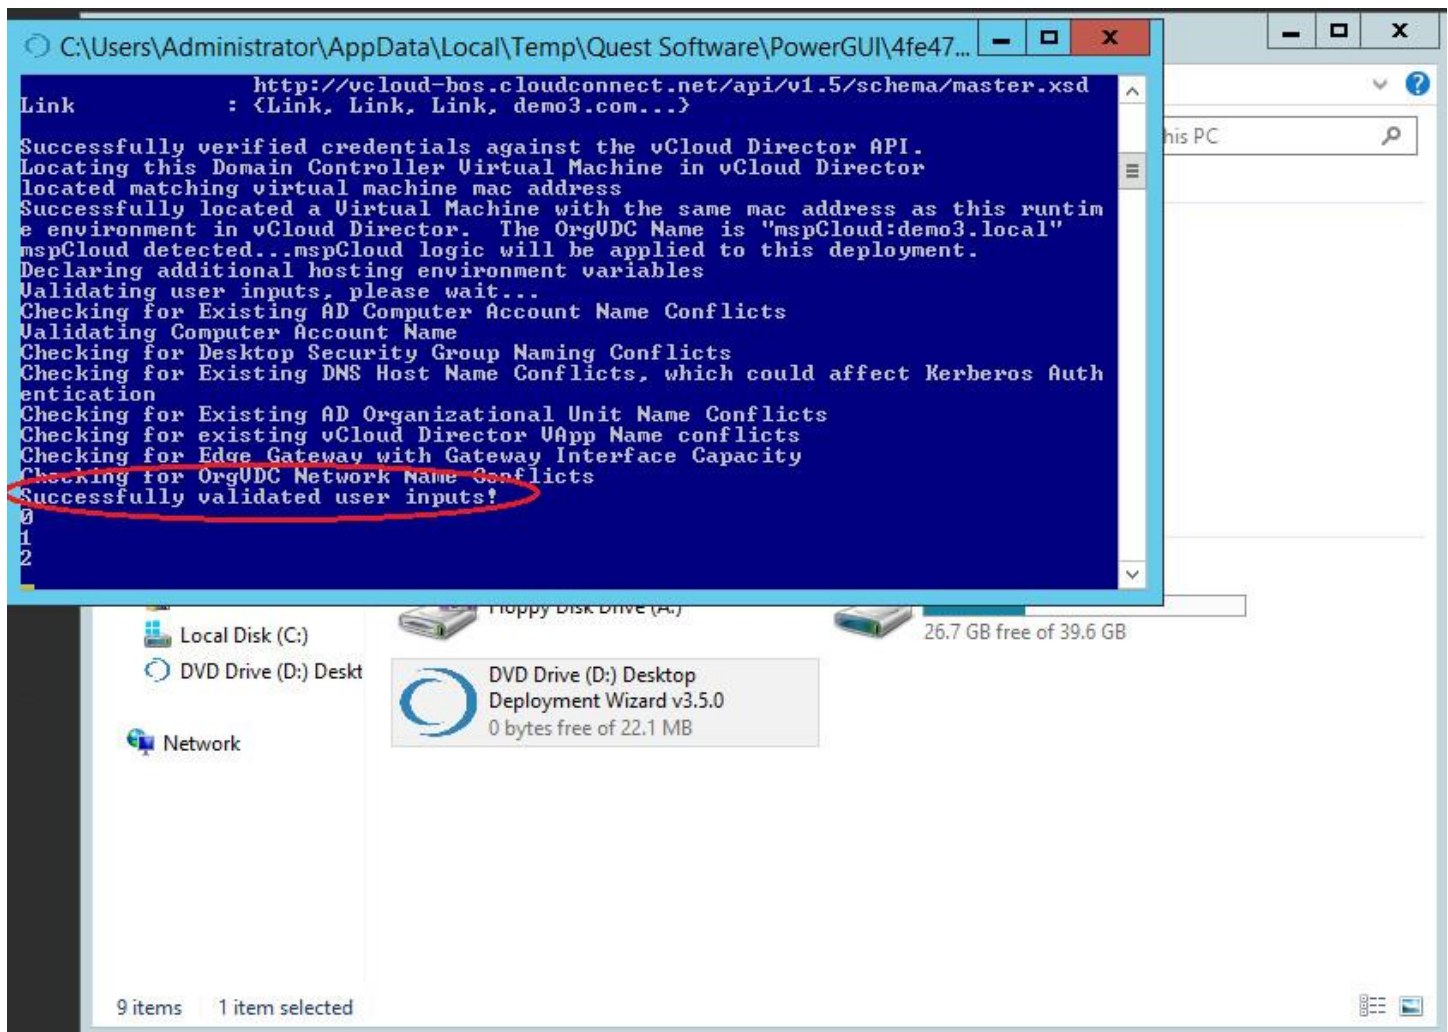 C:\Users\Administrator\AppData\Local\Temp\Quest Software\PowerGUI\4fe47...
http://vcloud-bos.cloudconnect.net/api/v1.5/schema/master.xsd
Link : {Link, Link, Link, demo3.com...}
Successfully verified credentials against the vCloud Director API.
Locating this Domain Controller Virtual Machine in vCloud Director
located matching virtual machine mac address
Successfully located a Virtual Machine with the same mac address as this runtim
e environment in vCloud Director.  The OrgVDC Name is "mspCloud:demo3.local"
mspCloud detected...mspCloud logic will be applied to this deployment.
Declaring additional hosting environment variables
Validating user inputs, please wait...
Checking for Existing AD Computer Account Name Conflicts
Validating Computer Account Name
Checking for Desktop Security Group Naming Conflicts
Checking for Existing DNS Host Name Conflicts, which could affect Kerberos Auth
entication
Checking for Existing AD Organizational Unit Name Conflicts
Checking for existing vCloud Director VApp Name conflicts
Checking for Edge Gateway with Gateway Interface Capacity
Checking for OrgVDC Network Name Conflicts
Successfully validated user inputs!
0
1
2
his PC
Floppy Disk Drive (A:)
26.7 GB free of 39.6 GB
Local Disk (C:)
DVD Drive (D:) Deskt
DVD Drive (D:) Desktop
Deployment Wizard v3.5.0
0 bytes free of 22.1 MB
Network
9 items
1 item selected